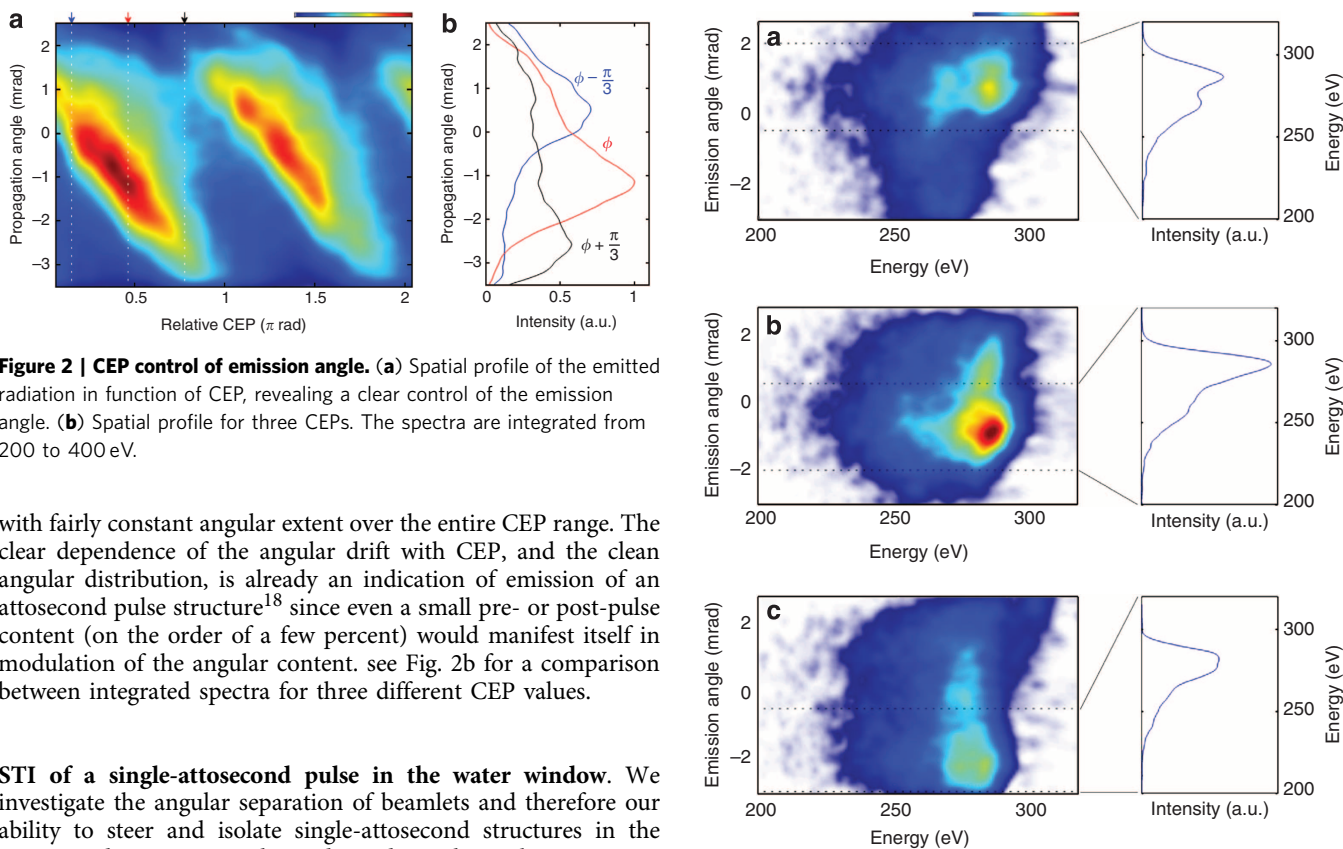 a
2
1
0
–1
–2
–3
Propagation angle (mrad)
0.5
1
1.5
2
Relative CEP (π rad)
b
2
1
0
–1
–2
–3
Propagation angle (mrad)
ϕ – π/3
ϕ
ϕ + π/3
0
0.5
1
Intensity (a.u.)
Figure 2 | CEP control of emission angle. (a) Spatial profile of the emitted
radiation in function of CEP, revealing a clear control of the emission
angle. (b) Spatial profile for three CEPs. The spectra are integrated from
200 to 400 eV.
with fairly constant angular extent over the entire CEP range. The
clear dependence of the angular drift with CEP, and the clean
angular distribution, is already an indication of emission of an
attosecond pulse structure18 since even a small pre- or post-pulse
content (on the order of a few percent) would manifest itself in
modulation of the angular content. see Fig. 2b for a comparison
between integrated spectra for three different CEP values.
STI of a single-attosecond pulse in the water window. We
investigate the angular separation of beamlets and therefore our
ability to steer and isolate single-attosecond structures in the
a
2
0
–2
Emission angle (mrad)
200
250
300
Energy (eV)
300
250
200
Energy (eV)
Intensity (a.u.)
b
2
0
–2
Emission angle (mrad)
200
250
300
Energy (eV)
300
250
200
Energy (eV)
Intensity (a.u.)
c
2
0
–2
Emission angle (mrad)
200
250
300
Energy (eV)
300
250
200
Energy (eV)
Intensity (a.u.)